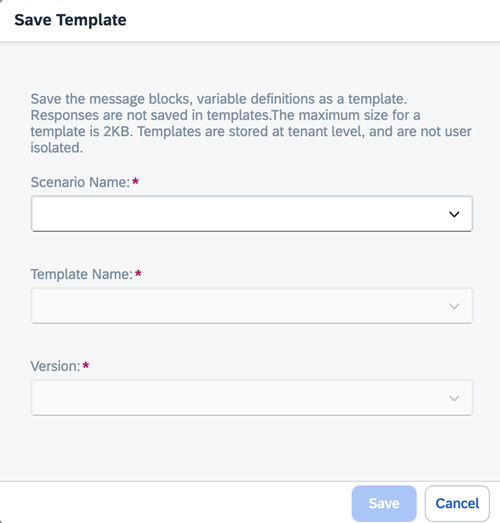 Save Template
Save the message blocks, variable definitions as a template.
Responses are not saved in templates.The maximum size for a
template is 2KB. Templates are stored at tenant level, and are not user
isolated.
Scenario Name:*
Template Name:*
Version:*
Save
Cancel